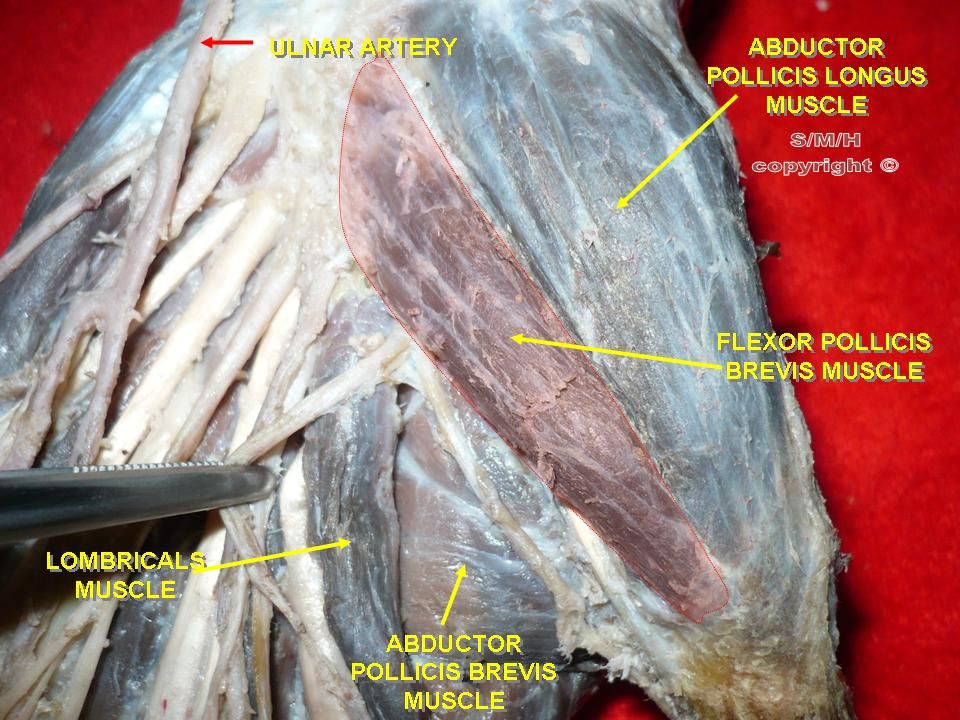 ULNAR ARTERY
ABDUCTOR
POLLICIS LONGUS
MUSCLE
S/M/H
copyright ©
FLEXOR POLLICIS
BREVIS MUSCLE
LOMBRICALS
MUSCLE
ABDUCTOR
POLLICIS BREVIS
MUSCLE